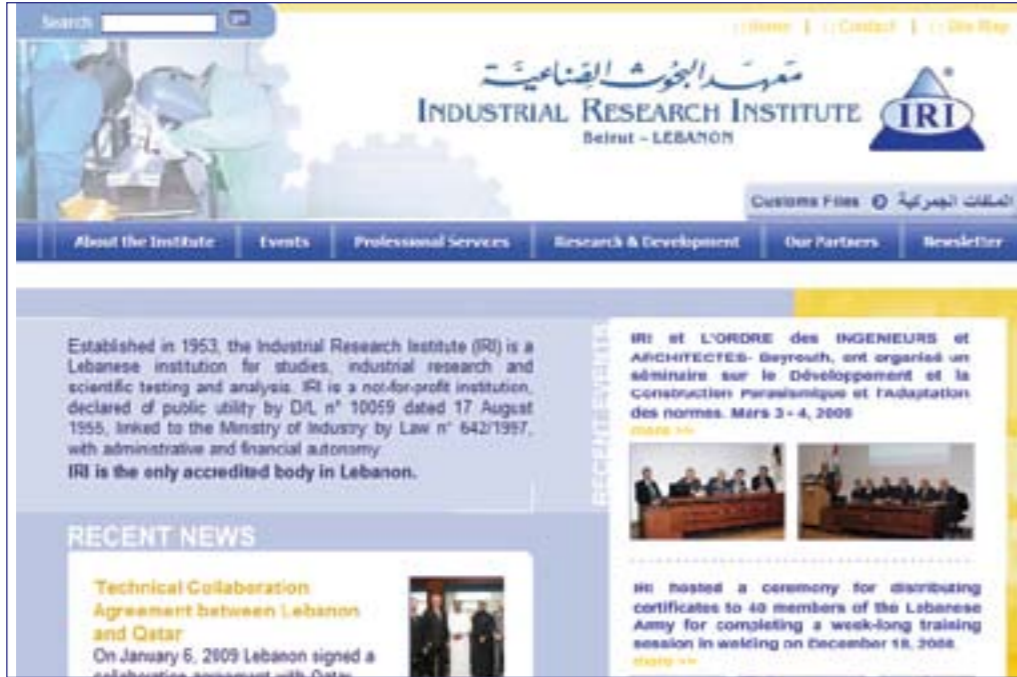 Search
go
:: Home | :: Contact | :: Site Map
معهد البحوث الصناعية
INDUSTRIAL RESEARCH INSTITUTE
Beirut - LEBANON
IRI
Customs Files الملفات الجمركية
About the Institute
Events
Professional Services
Research & Development
Our Partners
Newsletter
Established in 1953, the Industrial Research Institute (IRI) is a
Lebanese institution for studies, industrial research and
scientific testing and analysis. IRI is a not-for-profit institution,
declared of public utility by D/L n° 10059 dated 17 August
1955, linked to the Ministry of Industry by Law n° 642/1997,
with administrative and financial autonomy.
IRI is the only accredited body in Lebanon.
RECENT NEWS
Technical Collaboration
Agreement between Lebanon
and Qatar
On January 6, 2009 Lebanon signed a
collaboration agreement with Qatar
RECENT EVENTS
IRI et L'ORDRE des INGENIEURS et
ARCHITECTES- Beyrouth, ont organisé un
séminaire sur le Développement et la
Construction Parasismique et l'Adaptation
des normes. Mars 3 - 4, 2009
more >>
IRI hosted a ceremony for distributing
certificates to 40 members of the Lebanese
Army for completing a week-long training
session in welding on December 18, 2008.
more >>